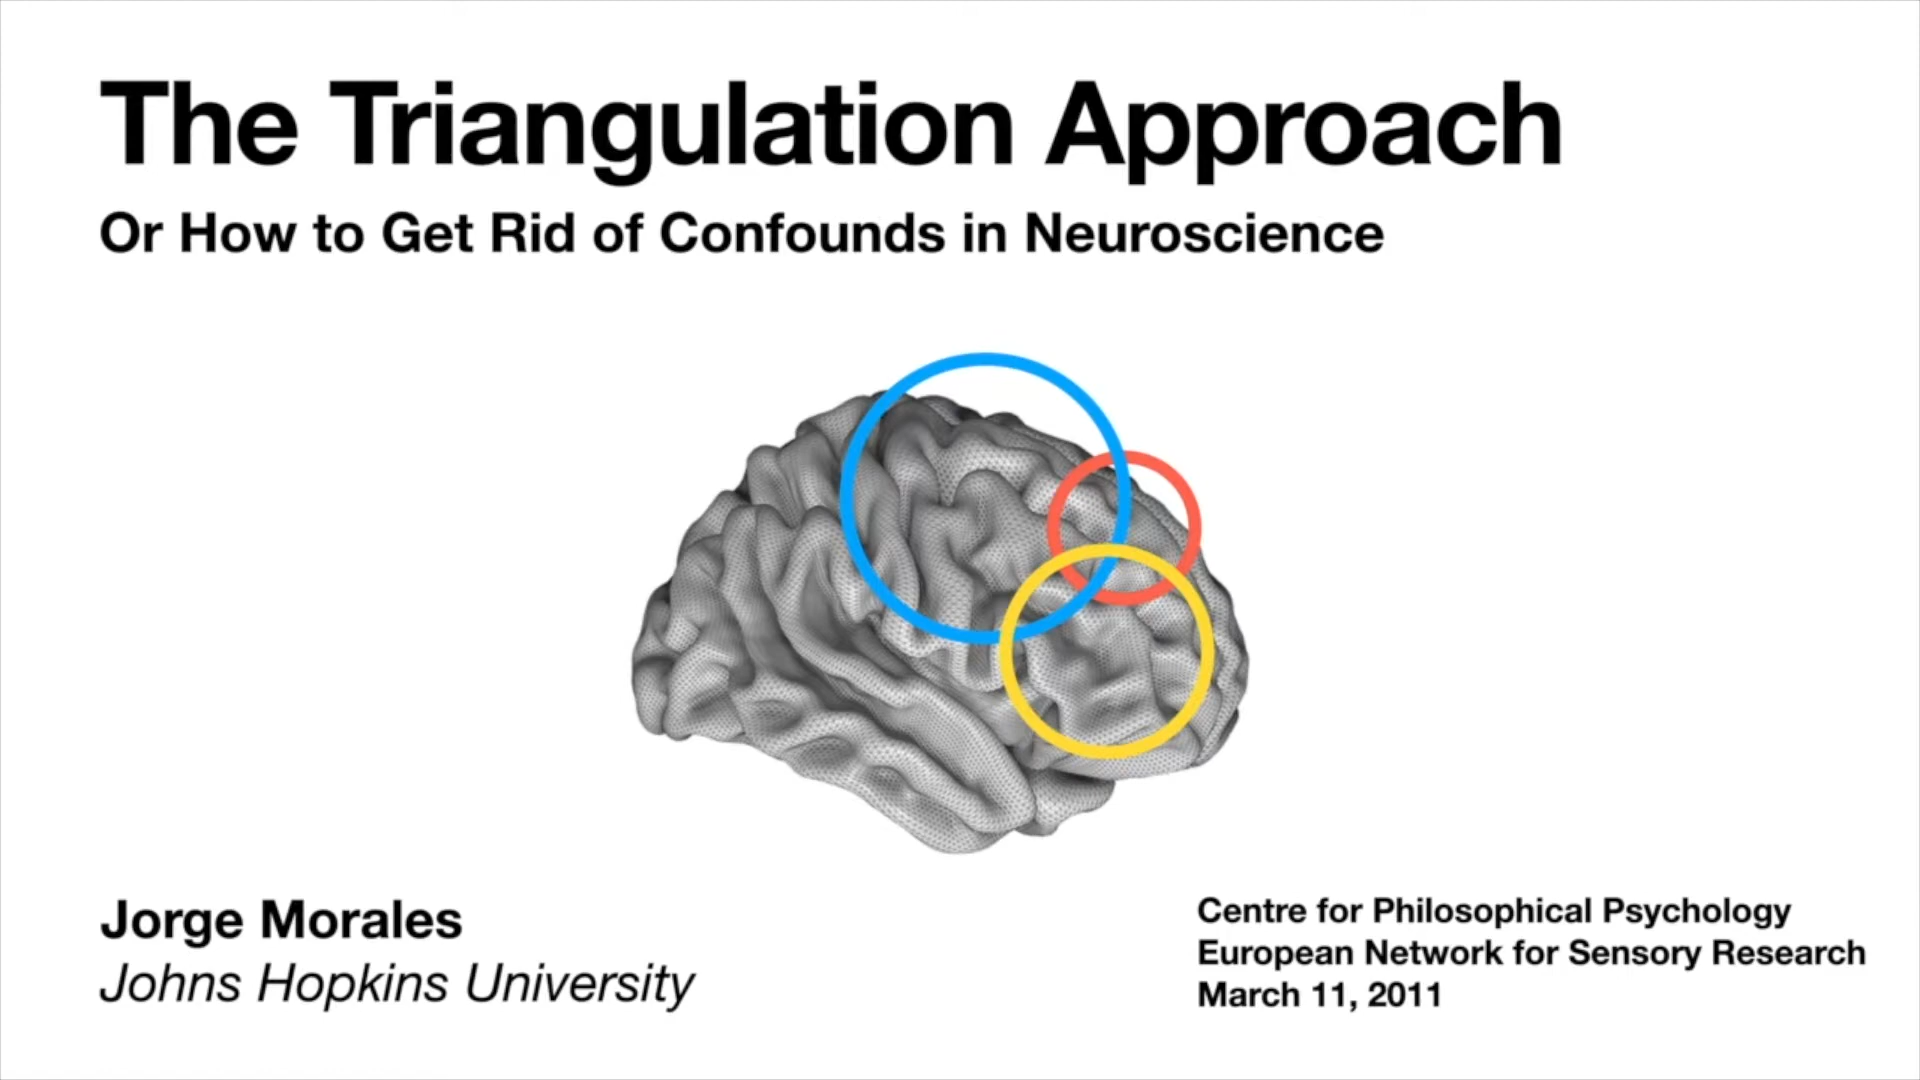 The Triangulation Approach
Or How to Get Rid of Confounds in Neuroscience
Jorge Morales
Johns Hopkins University
Centre for Philosophical Psychology
European Network for Sensory Research
March 11, 2011